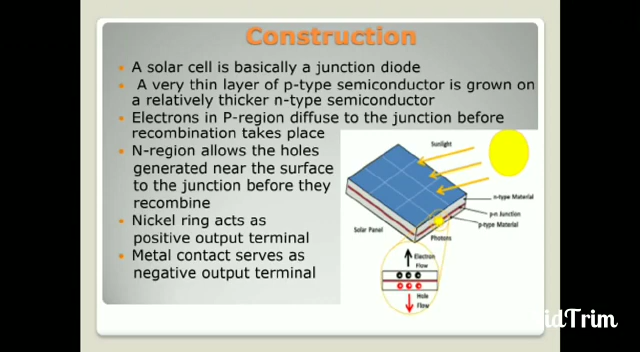 Construction
A solar cell is basically a junction diode
A very thin layer of p-type semiconductor is grown on
a relatively thicker n-type semiconductor
Electrons in P-region diffuse to the junction before
recombination takes place
N-region allows the holes
generated near the surface
to the junction before they
recombine
Nickel ring acts as
positive output terminal
Metal contact serves as
negative output terminal
Sunlight
n-type Material
p-n Junction
p-type Material
Solar Panel
Photons
Electron
Flow
Hole
Flow